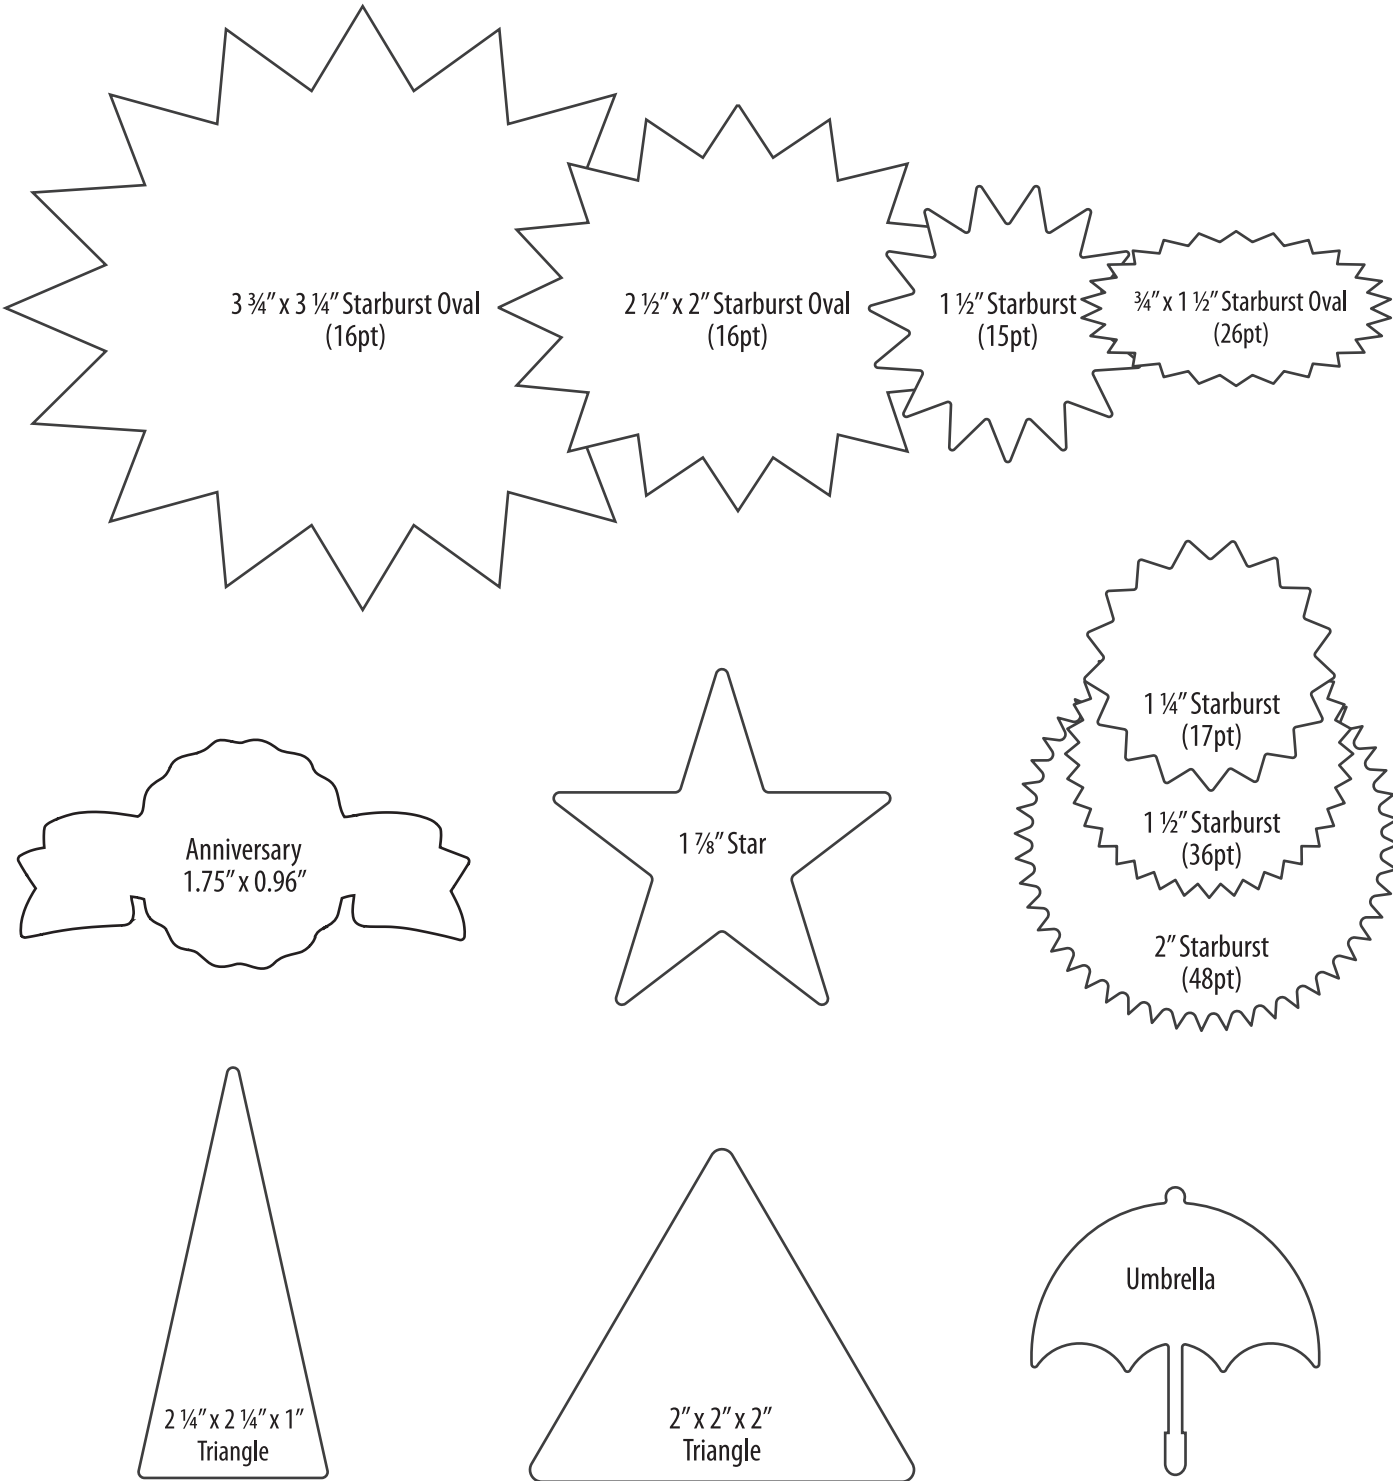 3 ¾” x 3 ¼” Starburst Oval
(16pt)
2 ½” x 2” Starburst Oval
(16pt)
1 ½” Starburst
(15pt)
¾” x 1 ½” Starburst Oval
(26pt)
1 ¼” Starburst
(17pt)
1 ½” Starburst
(36pt)
2” Starburst
(48pt)
Anniversary
1.75” x 0.96”
1 ⅞” Star
2 ¼” x 2 ¼” x 1”
Triangle
2” x 2” x 2”
Triangle
Umbrella